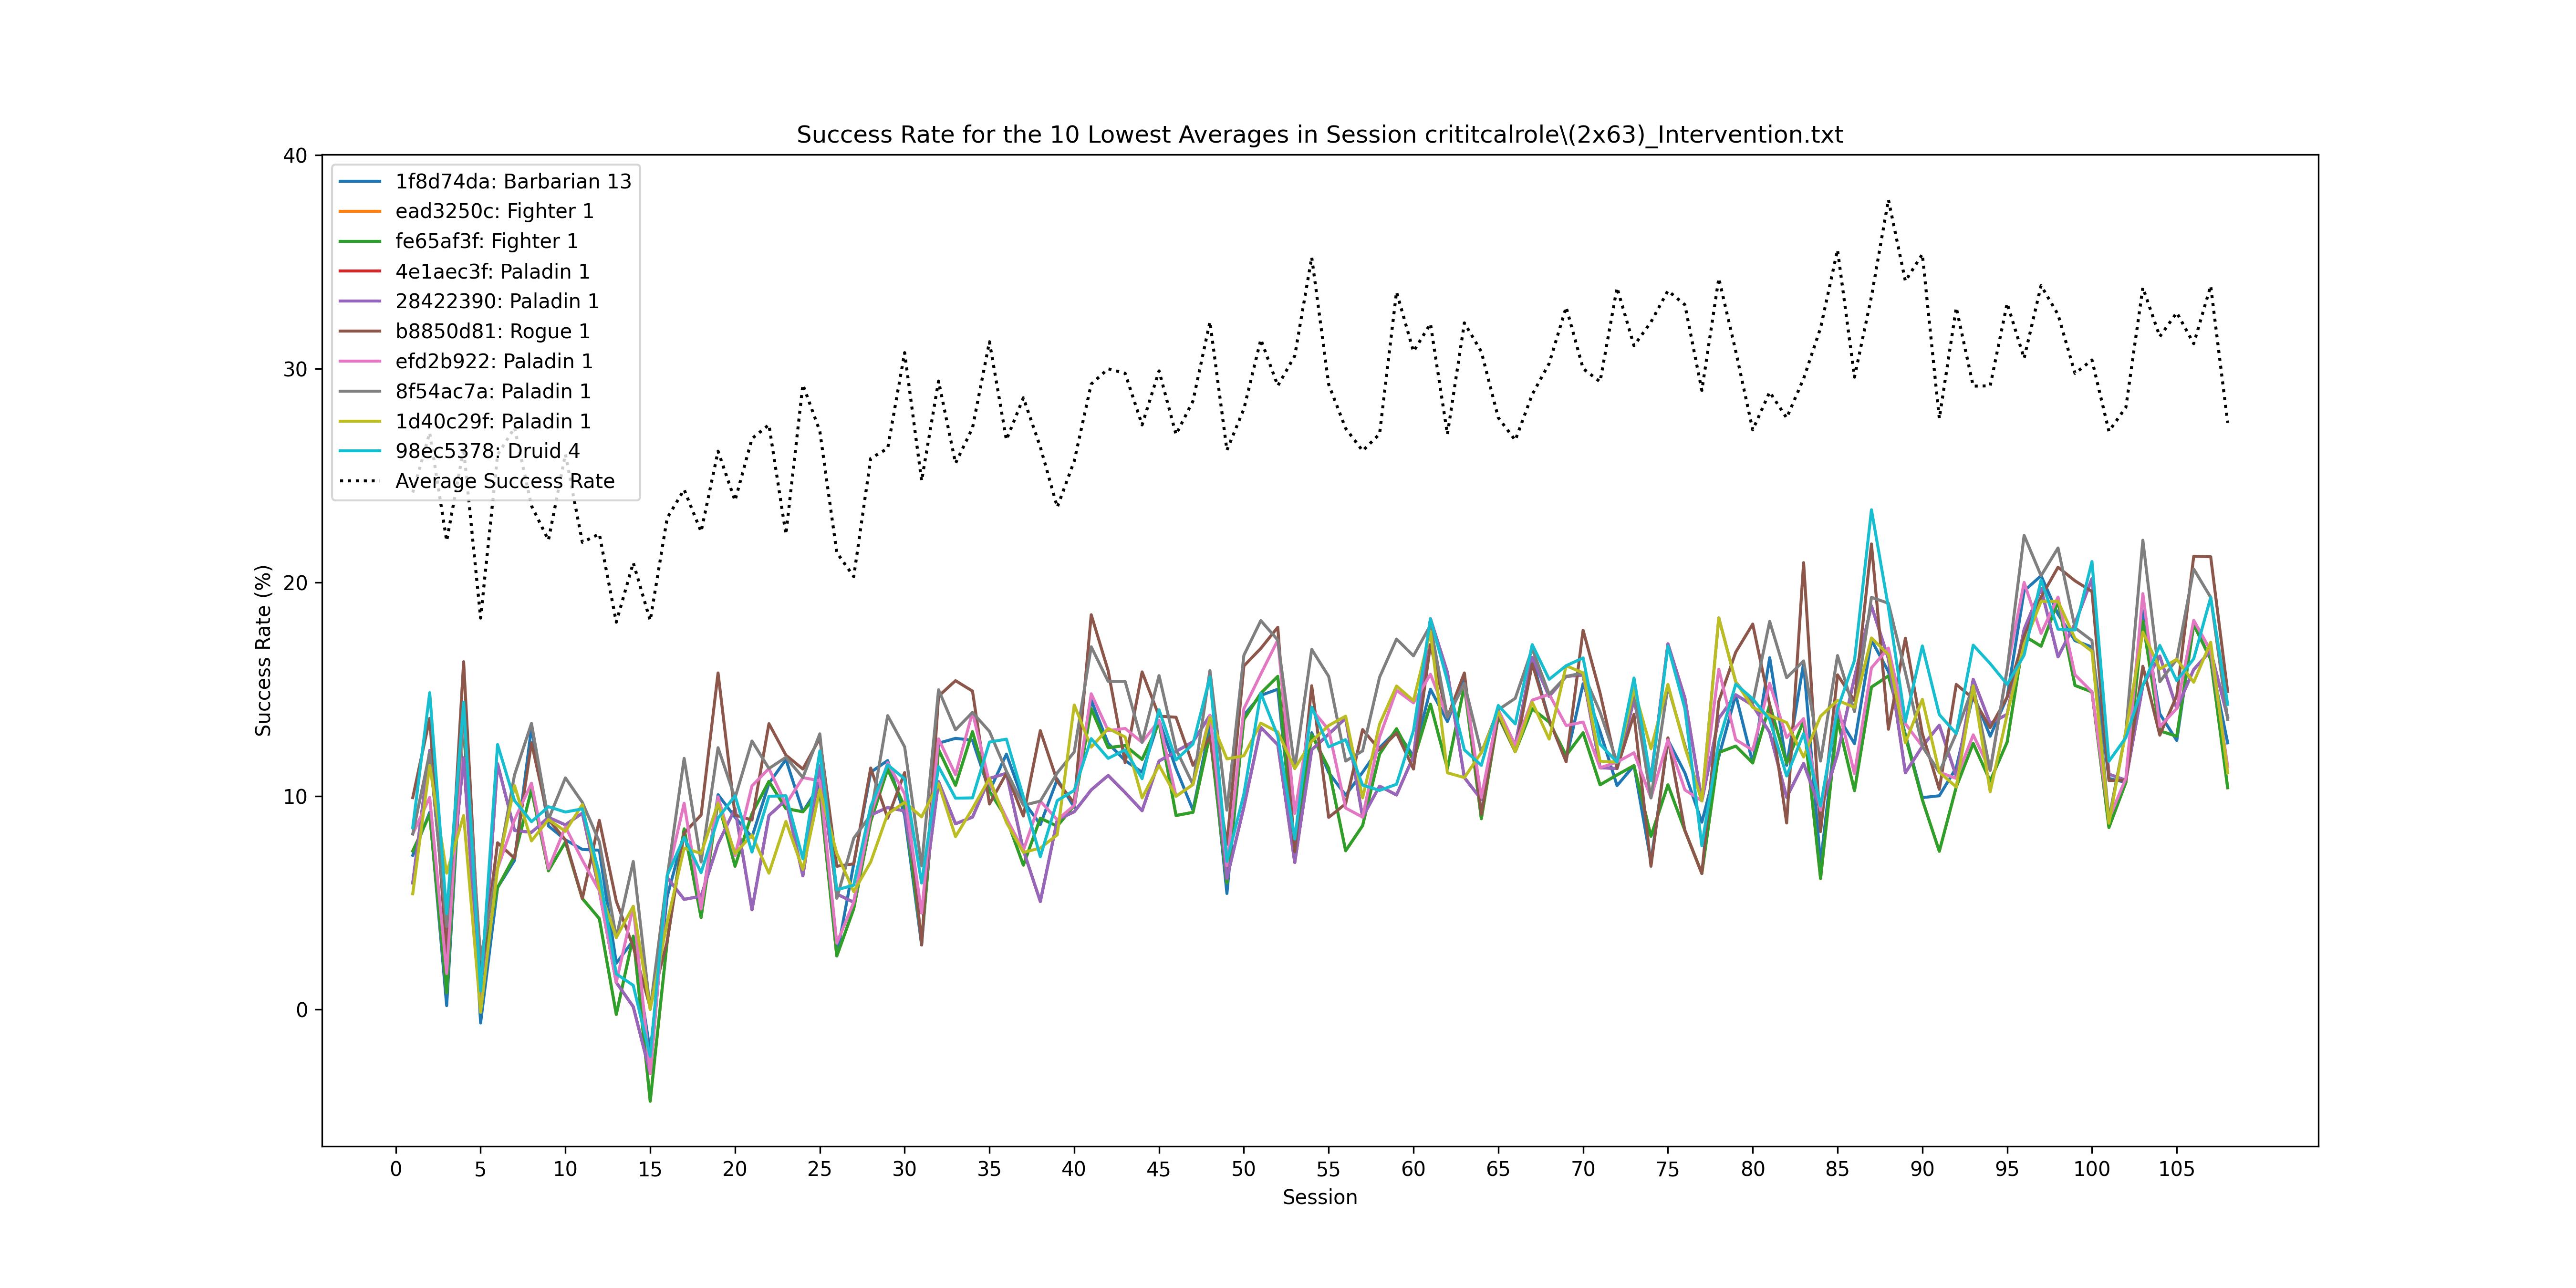 Success Rate for the 10 Lowest Averages in Session crititcalrole\(2x63)_Intervention.txt
40
30
20
10
0
Success Rate (%)
1f8d74da: Barbarian 13
ead3250c: Fighter 1
fe65af3f: Fighter 1
4e1aec3f: Paladin 1
28422390: Paladin 1
b8850d81: Rogue 1
efd2b922: Paladin 1
8f54ac7a: Paladin 1
1d40c29f: Paladin 1
98ec5378: Druid 4
Average Success Rate
0 5 10 15 20 25 30 35 40 45 50 55 60 65 70 75 80 85 90 95 100 105
Session